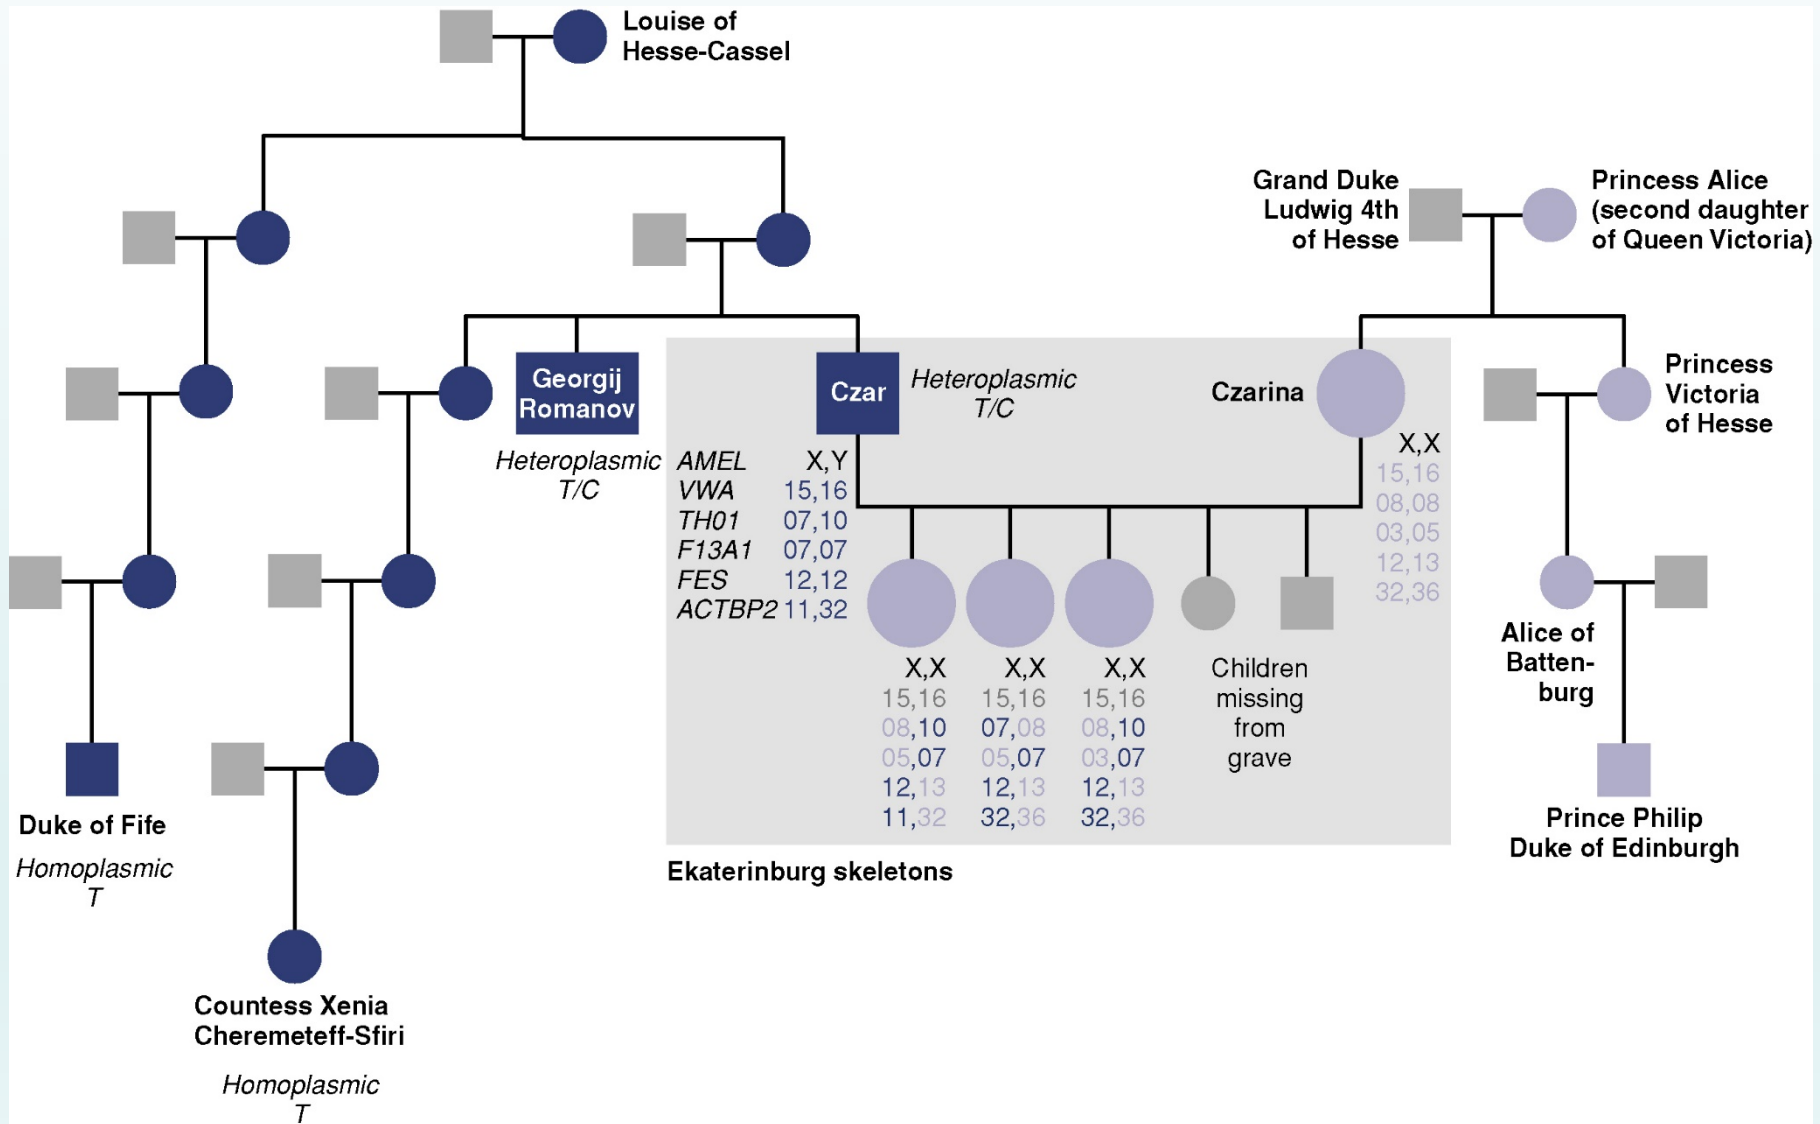 Louise of
Hesse-Cassel
Grand Duke
Ludwig 4th
of Hesse
Princess Alice
(second daughter
of Queen Victoria)
Georgij
Romanov
Heteroplasmic
T/C
Czar
Heteroplasmic
T/C
Czarina
Princess
Victoria
of Hesse
AMEL X,Y
VWA 15,16
TH01 07,10
F13A1 07,07
FES 12,12
ACTBP2 11,32
X,X
15,16
08,08
03,05
12,13
32,36
X,X
15,16
08,10
05,07
12,13
11,32
X,X
15,16
07,08
05,07
12,13
32,36
X,X
15,16
08,10
03,07
12,13
32,36
Children
missing
from
grave
Alice of
Batten-
burg
Duke of Fife
Homoplasmic
T
Ekaterinburg skeletons
Prince Philip
Duke of Edinburgh
Countess Xenia
Cheremeteff-Sfiri
Homoplasmic
T